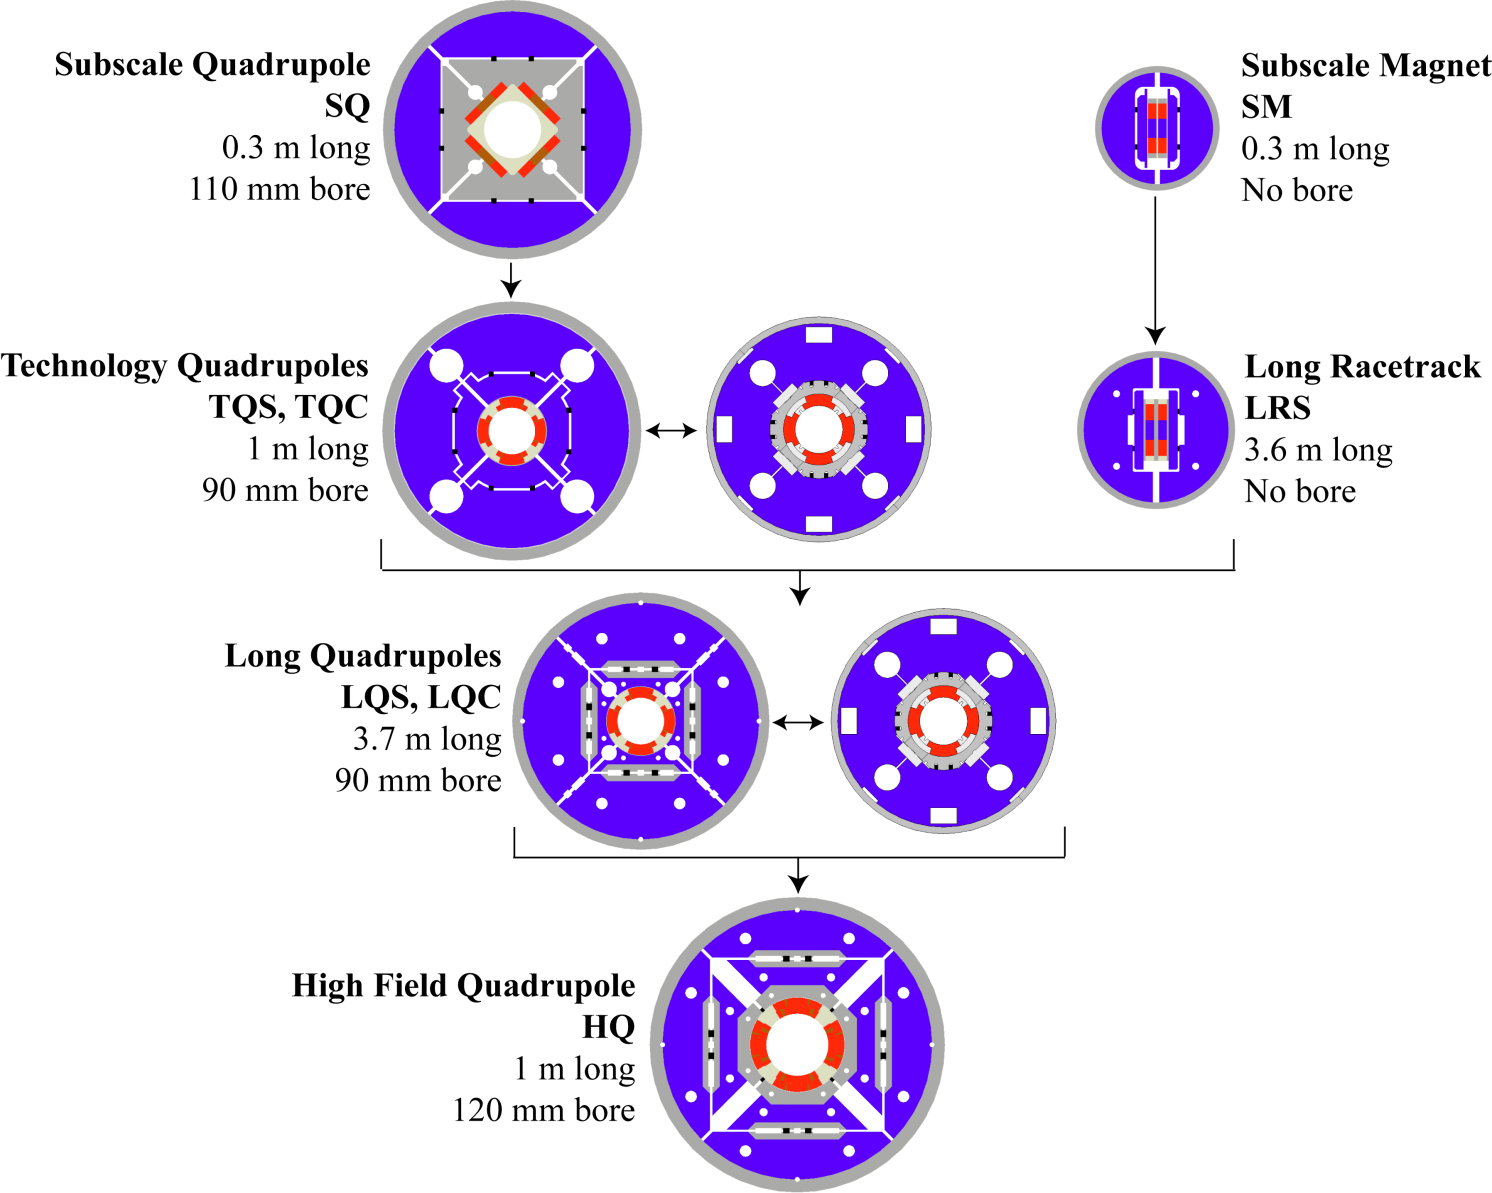 Subscale Quadrupole
SQ
0.3 m long
110 mm bore
Subscale Magnet
SM
0.3 m long
No bore
Technology Quadrupoles
TQS, TQC
1 m long
90 mm bore
Long Racetrack
LRS
3.6 m long
No bore
Long Quadrupoles
LQS, LQC
3.7 m long
90 mm bore
High Field Quadrupole
HQ
1 m long
120 mm bore